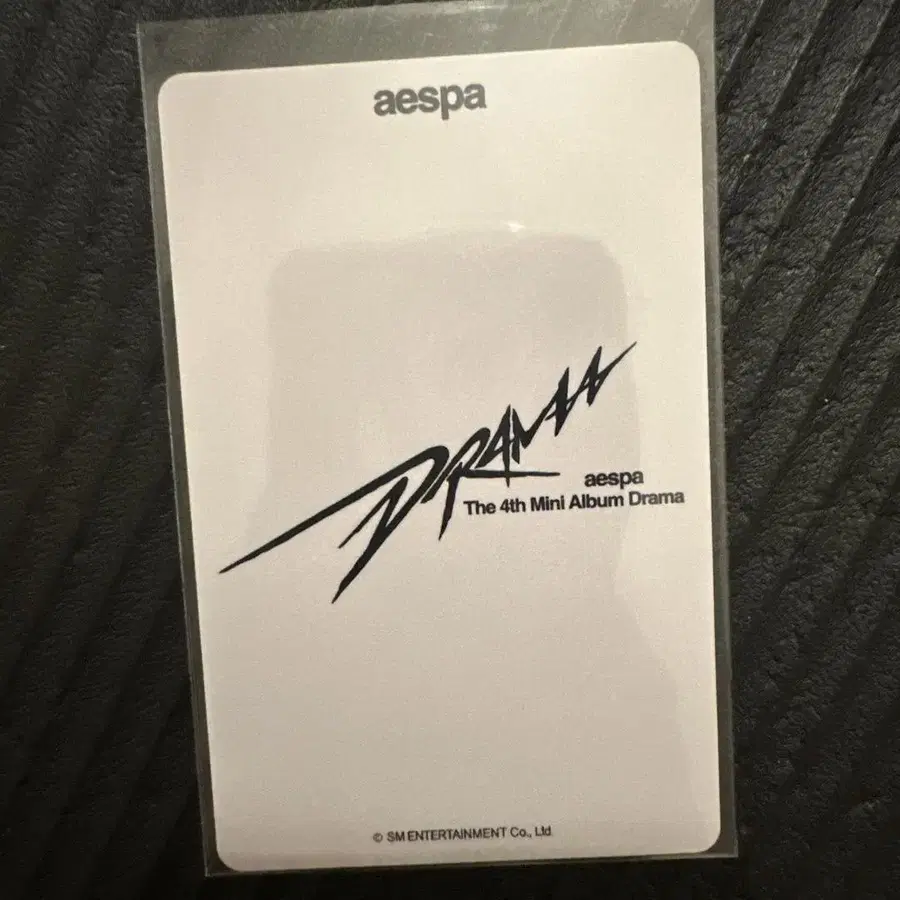 aespa
DRAMA
aespa
The 4th Mini Album Drama
© SM ENTERTAINMENT Co., Ltd.